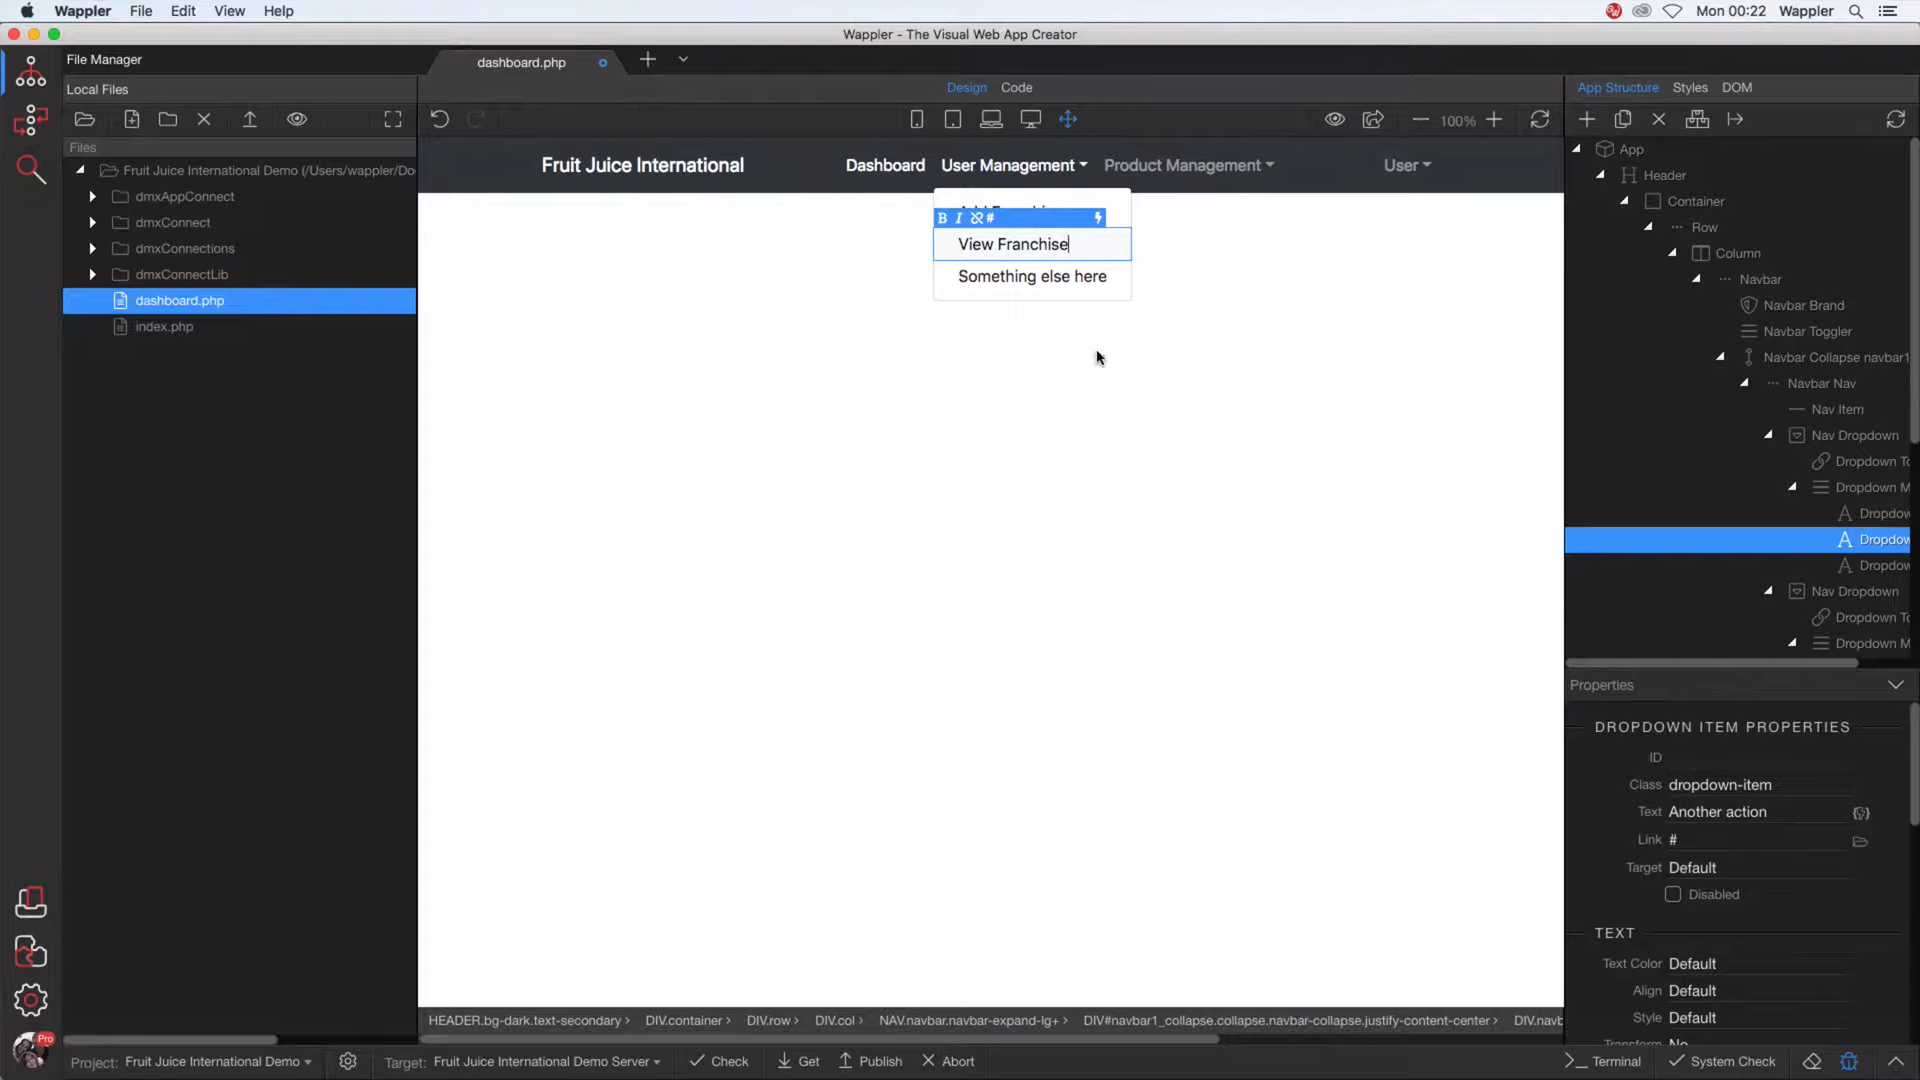 Wappler File Edit View Help Mon 00:22 Wappler
Wappler - The Visual Web App Creator
File Manager
dashboard.php
Local Files
Design Code
App Structure Styles DOM
100%
Files
Fruit Juice International Demo (/Users/wappler/Do
dmxAppConnect
dmxConnect
dmxConnections
dmxConnectLib
dashboard.php
index.php
Fruit Juice International
Dashboard User Management Product Management User
B I #
View Franchise
Something else here
App
Header
Container
Row
Column
Navbar
Navbar Brand
Navbar Toggler
Navbar Collapse navbar1
Navbar Nav
Nav Item
Nav Dropdown
Dropdown To
Dropdown M
Dropdow
Dropdow
Dropdow
Nav Dropdown
Dropdown To
Dropdown M
Properties
DROPDOWN ITEM PROPERTIES
ID
Class dropdown-item
Text Another action
Link #
Target Default
Disabled
TEXT
Text Color Default
Align Default
Style Default
Transform No
HEADER.bg-dark.text-secondary > DIV.container > DIV.row > DIV.col > NAV.navbar.navbar-expand-lg+ > DIV#navbar1_collapse.collapse.navbar-collapse.justify-content-center > DIV.navb
Pro
Project: Fruit Juice International Demo Target: Fruit Juice International Demo Server Check Get Publish Abort Terminal System Check